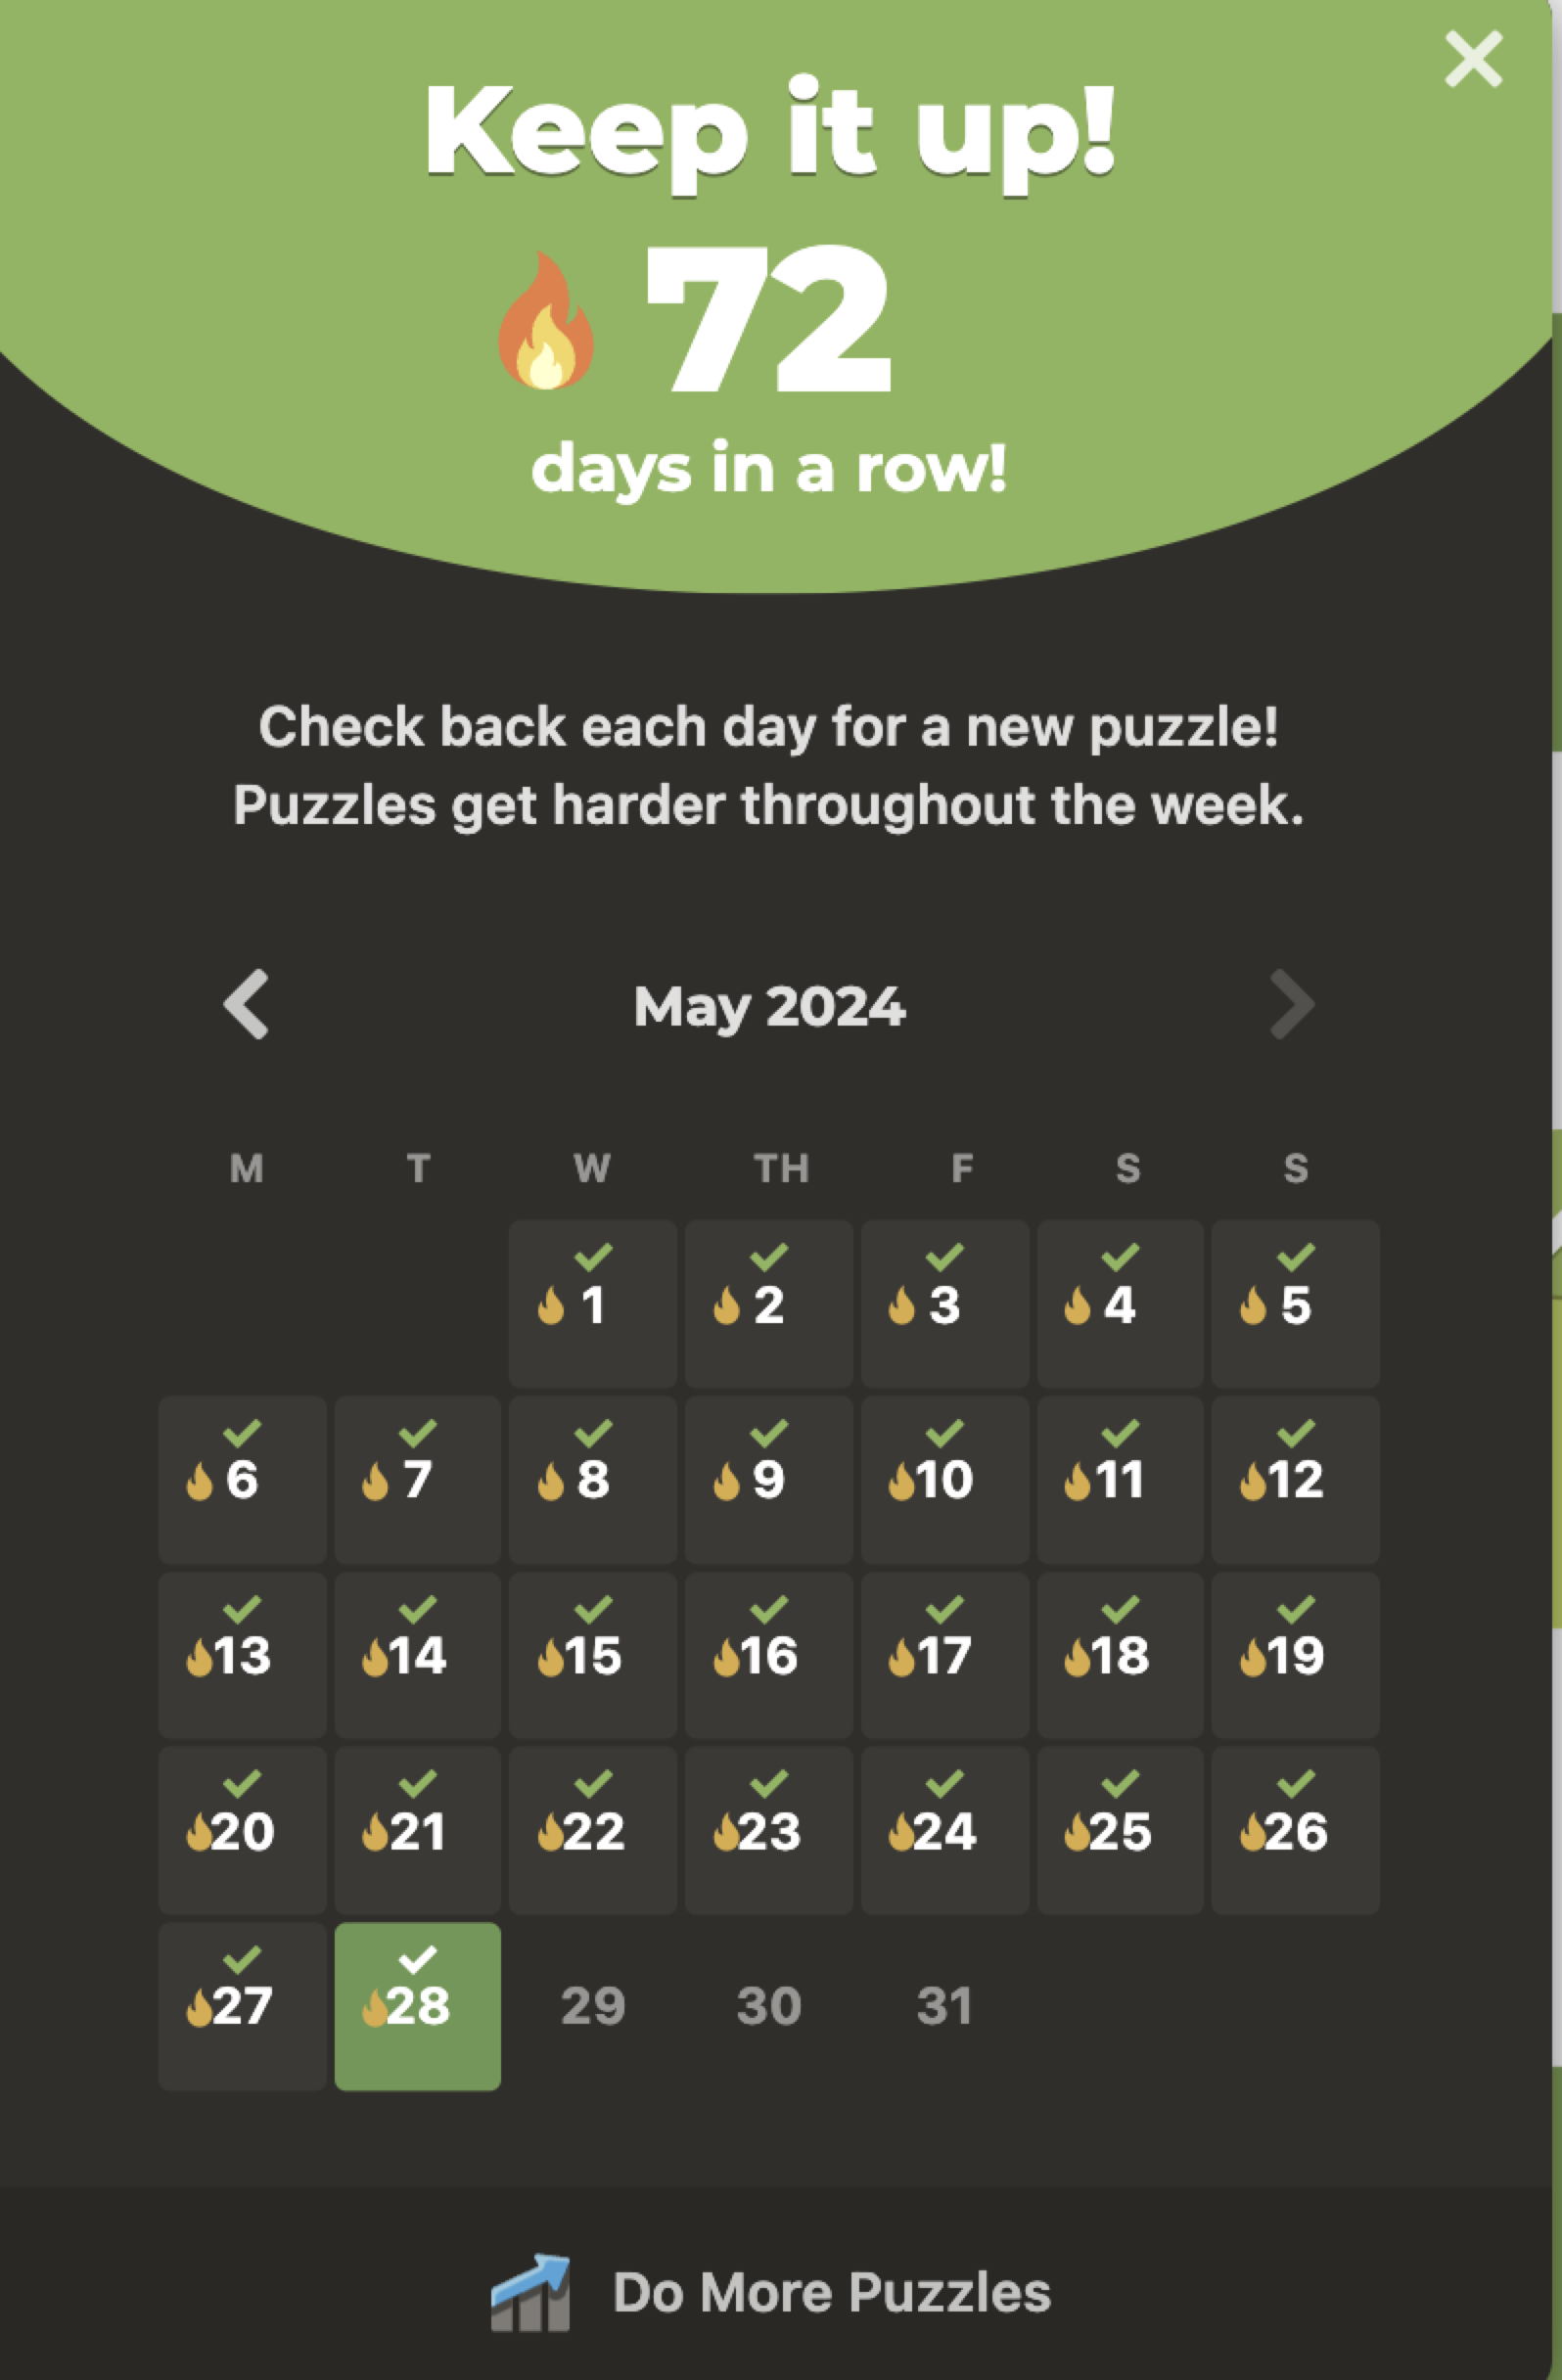 Keep it up!
72
days in a row!
Check back each day for a new puzzle!
Puzzles get harder throughout the week.
May 2024
M T W TH F S S
1 2 3 4 5
6 7 8 9 10 11 12
13 14 15 16 17 18 19
20 21 22 23 24 25 26
27 28 29 30 31
Do More Puzzles